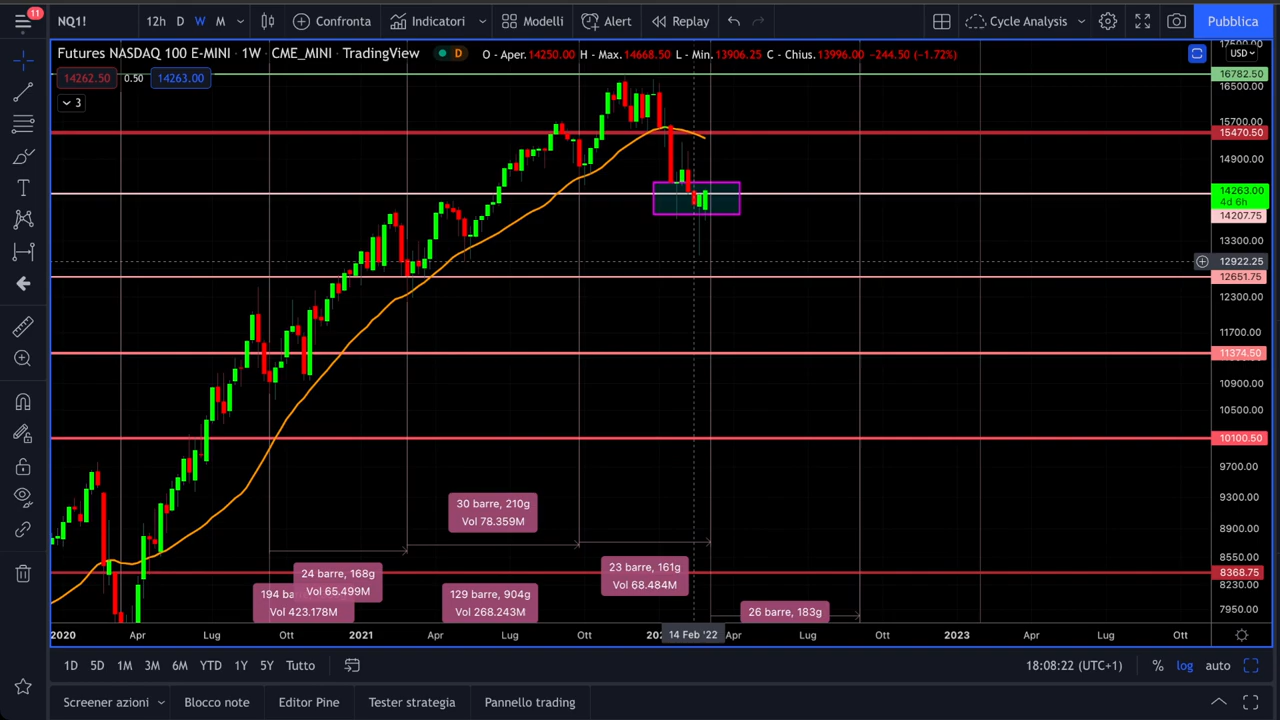 11
NQ1!
12h D W M
Confronta
Indicatori
Modelli
Alert
Replay
Cycle Analysis
Pubblica
Futures NASDAQ 100 E-MINI · 1W · CME_MINI · TradingView
D
O - Aper.14250.00 H - Max.14668.50 L - Min.13906.25 C - Chius.13996.00 -244.50 (-1.72%)
USD
14262.50
0.50
14263.00
3
16782.50
16500.00
15700.00
15470.50
14900.00
14263.00
4d 6h
14207.75
13300.00
12922.25
12651.75
12300.00
11700.00
11374.50
10900.00
10500.00
10100.50
9700.00
9300.00
8900.00
8550.00
8368.75
8230.00
7950.00
30 barre, 210g
Vol 78.359M
24 barre, 168g
Vol 65.499M
194 ba
Vol 423.178M
129 barre, 904g
Vol 268.243M
23 barre, 161g
Vol 68.484M
26 barre, 183g
2020 Apr Lug Ott 2021 Apr Lug Ott 202 14 Feb '22 Apr Lug Ott 2023 Apr Lug Ott
1D 5D 1M 3M 6M YTD 1Y 5Y Tutto
18:08:22 (UTC+1)
% log auto
Screener azioni
Blocco note
Editor Pine
Tester strategia
Pannello trading